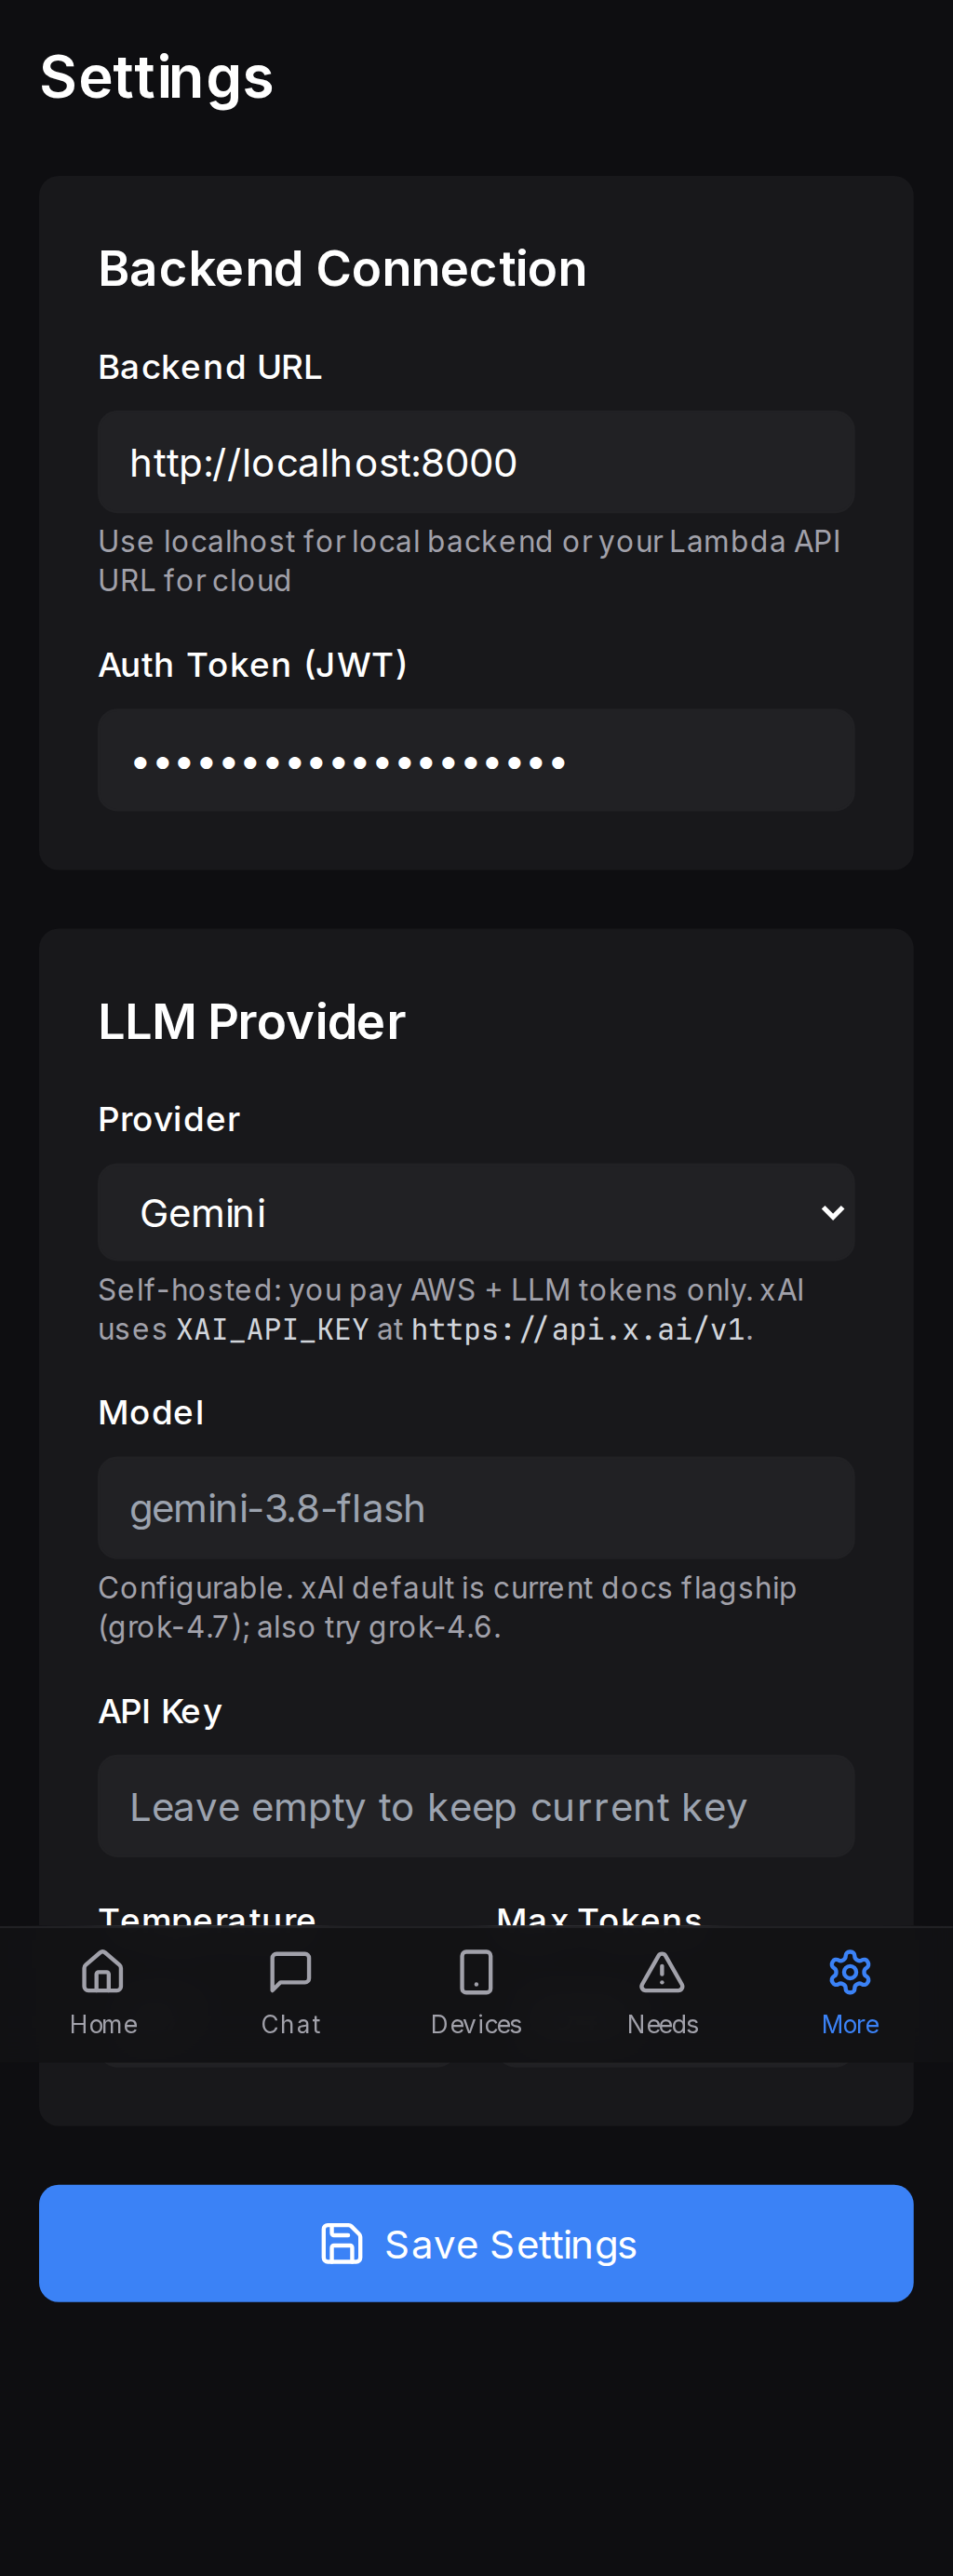 Settings
Backend Connection
Backend URL
http://localhost:8000
Use localhost for local backend or your Lambda API
URL for cloud
Auth Token (JWT)
••••••••••••••••••••
LLM Provider
Provider
Gemini
Self-hosted: you pay AWS + LLM tokens only. xAI
uses XAI_API_KEY at https://api.x.ai/v1.
Model
gemini-3.8-flash
Configurable. xAI default is current docs flagship
(grok-4.7); also try grok-4.6.
API Key
Leave empty to keep current key
Temperature Max Tokens
Home Chat Devices Needs More
Save Settings